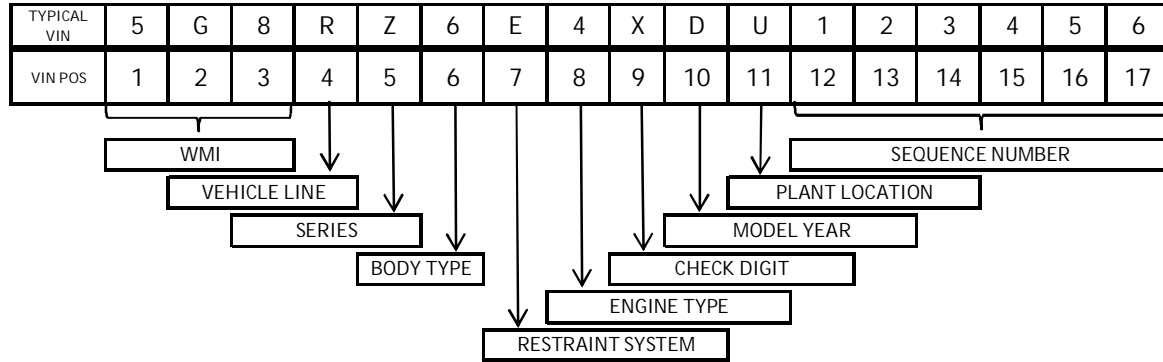 TYPICAL VIN 5 G 8 R Z 6 E 4 X D U 1 2 3 4 5 6
VIN POS 1 2 3 4 5 6 7 8 9 10 11 12 13 14 15 16 17
WMI SEQUENCE NUMBER
VEHICLE LINE PLANT LOCATION
SERIES MODEL YEAR
BODY TYPE CHECK DIGIT
ENGINE TYPE
RESTRAINT SYSTEM